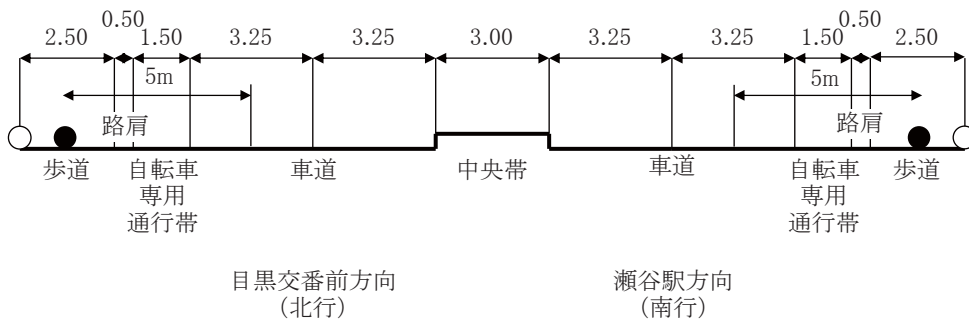 0.50 0.50
2.50 1.50 3.25 3.25 3.00 3.25 3.25 1.50 2.50
5m 5m
路肩 路肩
歩道 自転車専用通行帯 車道 中央帯 車道 自転車専用通行帯 歩道
目黒交番前方向
(北行)
瀬谷駅方向
(南行)